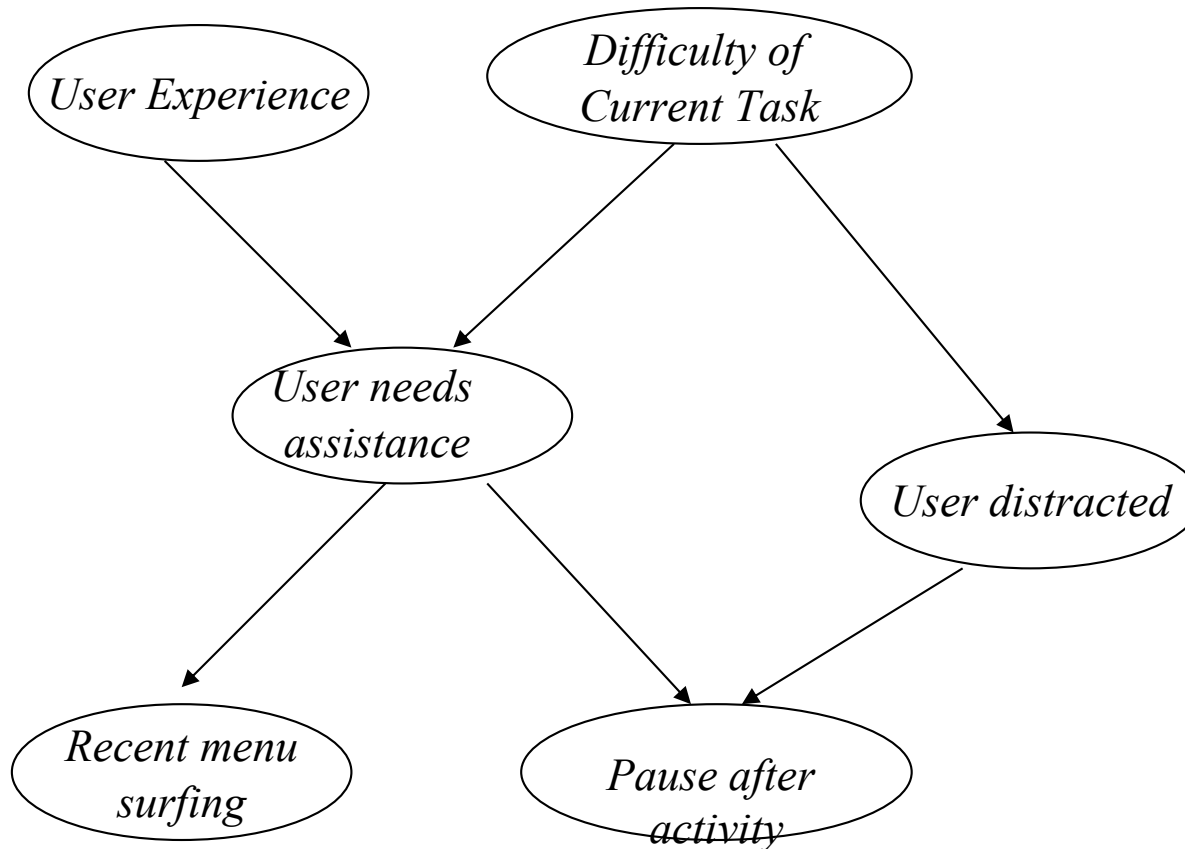 User Experience
Difficulty of
Current Task
User needs
assistance
User distracted
Recent menu
surfing
Pause after
activity